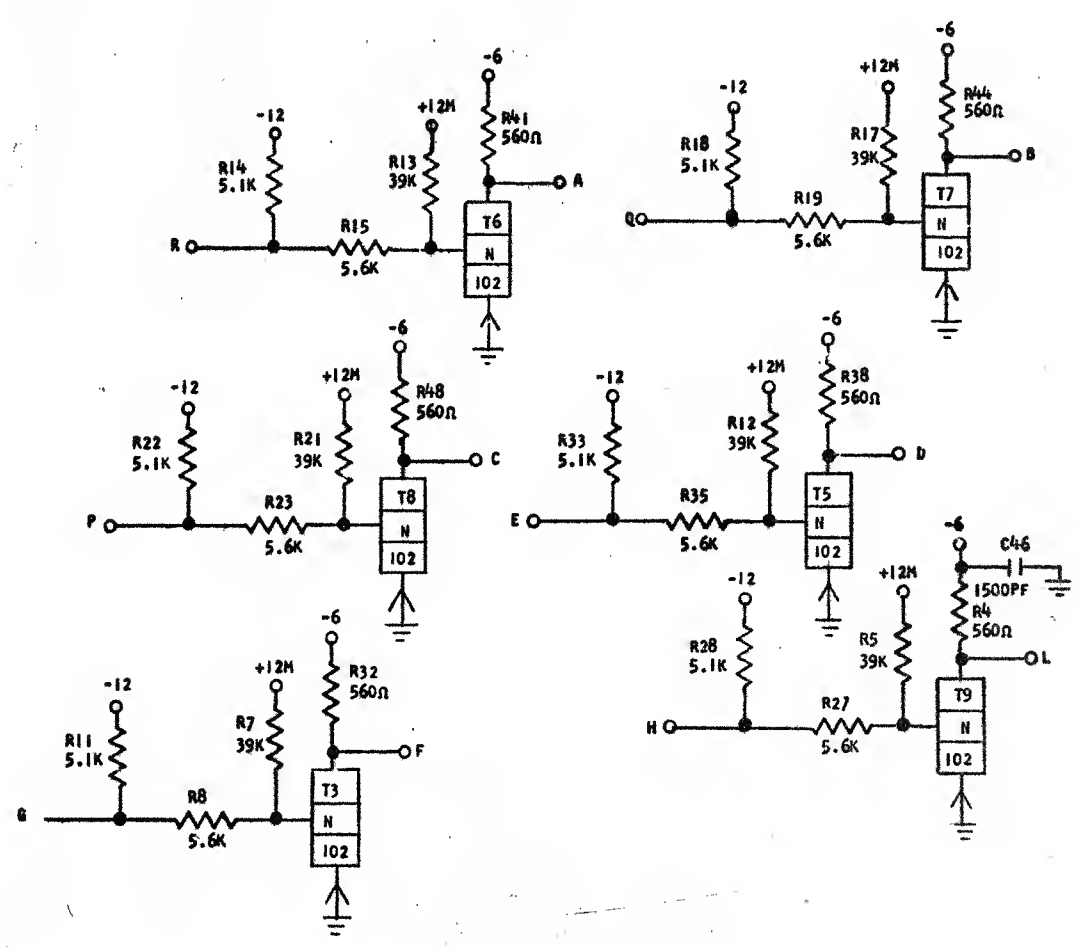 -6
R41
560Ω
-12
+12M
R14
5.1K
R13
39K
A
T6
R15
R
N
5.6K
102
-6
+12M
R44
560Ω
-12
R18
5.1K
R17
39K
B
R19
T7
Q
N
5.6K
102
-6
+12M
R48
560Ω
-12
R22
5.1K
R21
39K
C
T8
R23
P
N
5.6K
102
-6
+12M
R38
560Ω
-12
R33
5.1K
R12
39K
D
T5
R35
E
N
5.6K
102
-6
C46
1500PF
+12M
R4
560Ω
-12
R28
5.1K
R5
39K
L
T9
R27
H
N
5.6K
102
-6
+12M
R32
560Ω
-12
R11
5.1K
R7
39K
F
T3
R8
G
N
5.6K
102